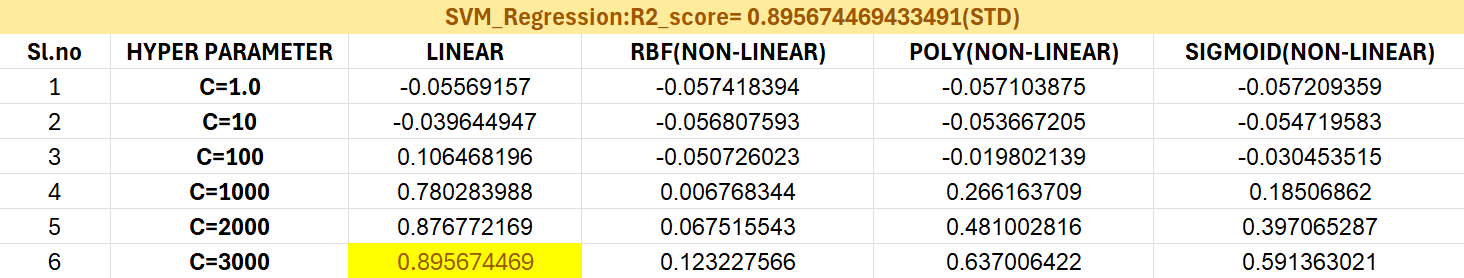 SVM_Regression:R2_score= 0.895674469433491(STD)
Sl.no HYPER PARAMETER LINEAR RBF(NON-LINEAR) POLY(NON-LINEAR) SIGMOID(NON-LINEAR)
1 C=1.0 -0.05569157 -0.057418394 -0.057103875 -0.057209359
2 C=10 -0.039644947 -0.056807593 -0.053667205 -0.054719583
3 C=100 0.106468196 -0.050726023 -0.019802139 -0.030453515
4 C=1000 0.780283988 0.006768344 0.266163709 0.18506862
5 C=2000 0.876772169 0.067515543 0.481002816 0.397065287
6 C=3000 0.895674469 0.123227566 0.637006422 0.591363021